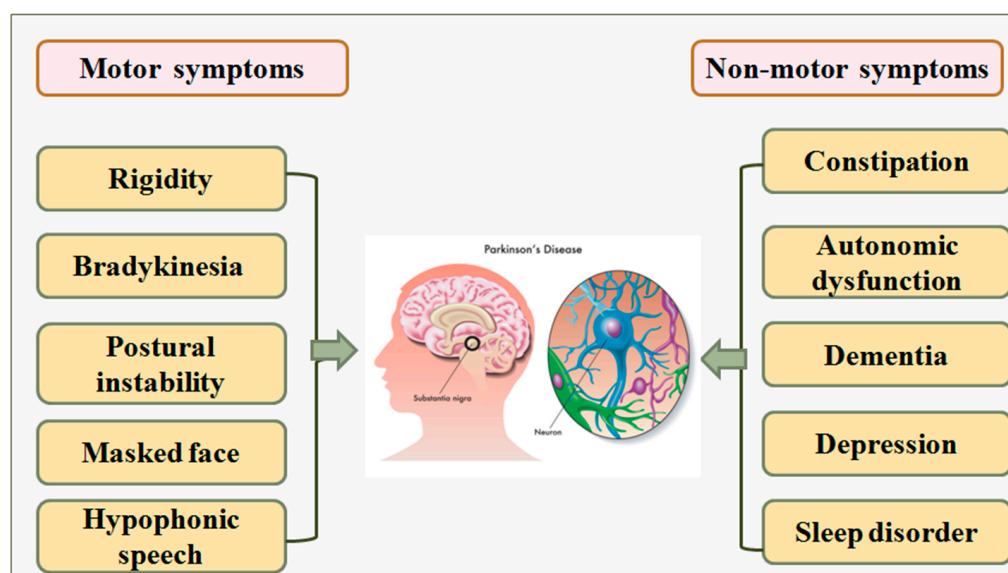 Motor symptoms
Non-motor symptoms
Rigidity
Bradykinesia
Postural
instability
Masked face
Hypophonic
speech
Parkinson's Disease
Substantia nigra
Neuron
Constipation
Autonomic
dysfunction
Dementia
Depression
Sleep disorder